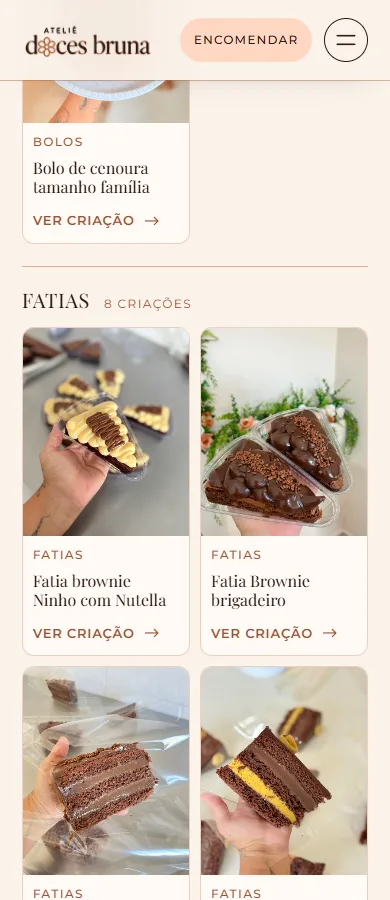 ATELIÊ
doces bruna
ENCOMENDAR
BOLOS
Bolo de cenoura
tamanho família
VER CRIAÇÃO →
FATIAS
8 CRIAÇÕES
FATIAS
Fatia brownie
Ninho com Nutella
VER CRIAÇÃO →
FATIAS
Fatia Brownie
brigadeiro
VER CRIAÇÃO →
FATIAS
FATIAS